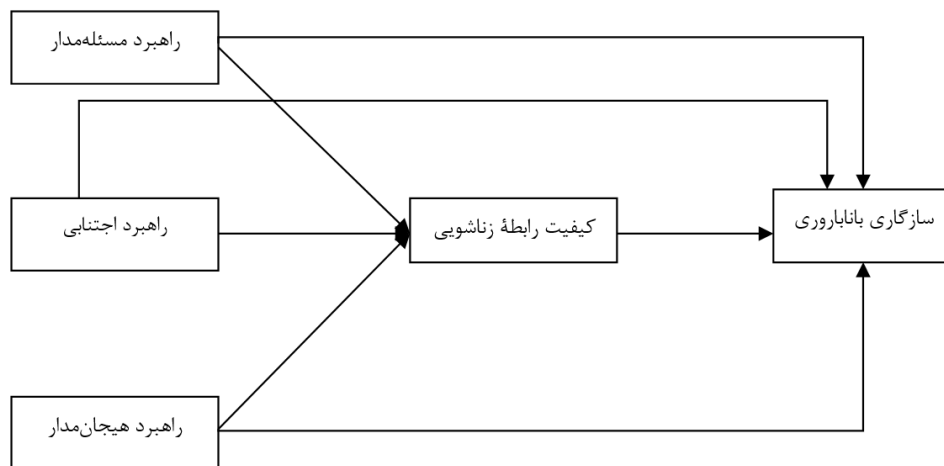 راهبرد مسئله‌مدار
راهبرد اجتنابی
کیفیت رابطهٔ زناشویی
سازگاری باناباروری
راهبرد هیجان‌مدار